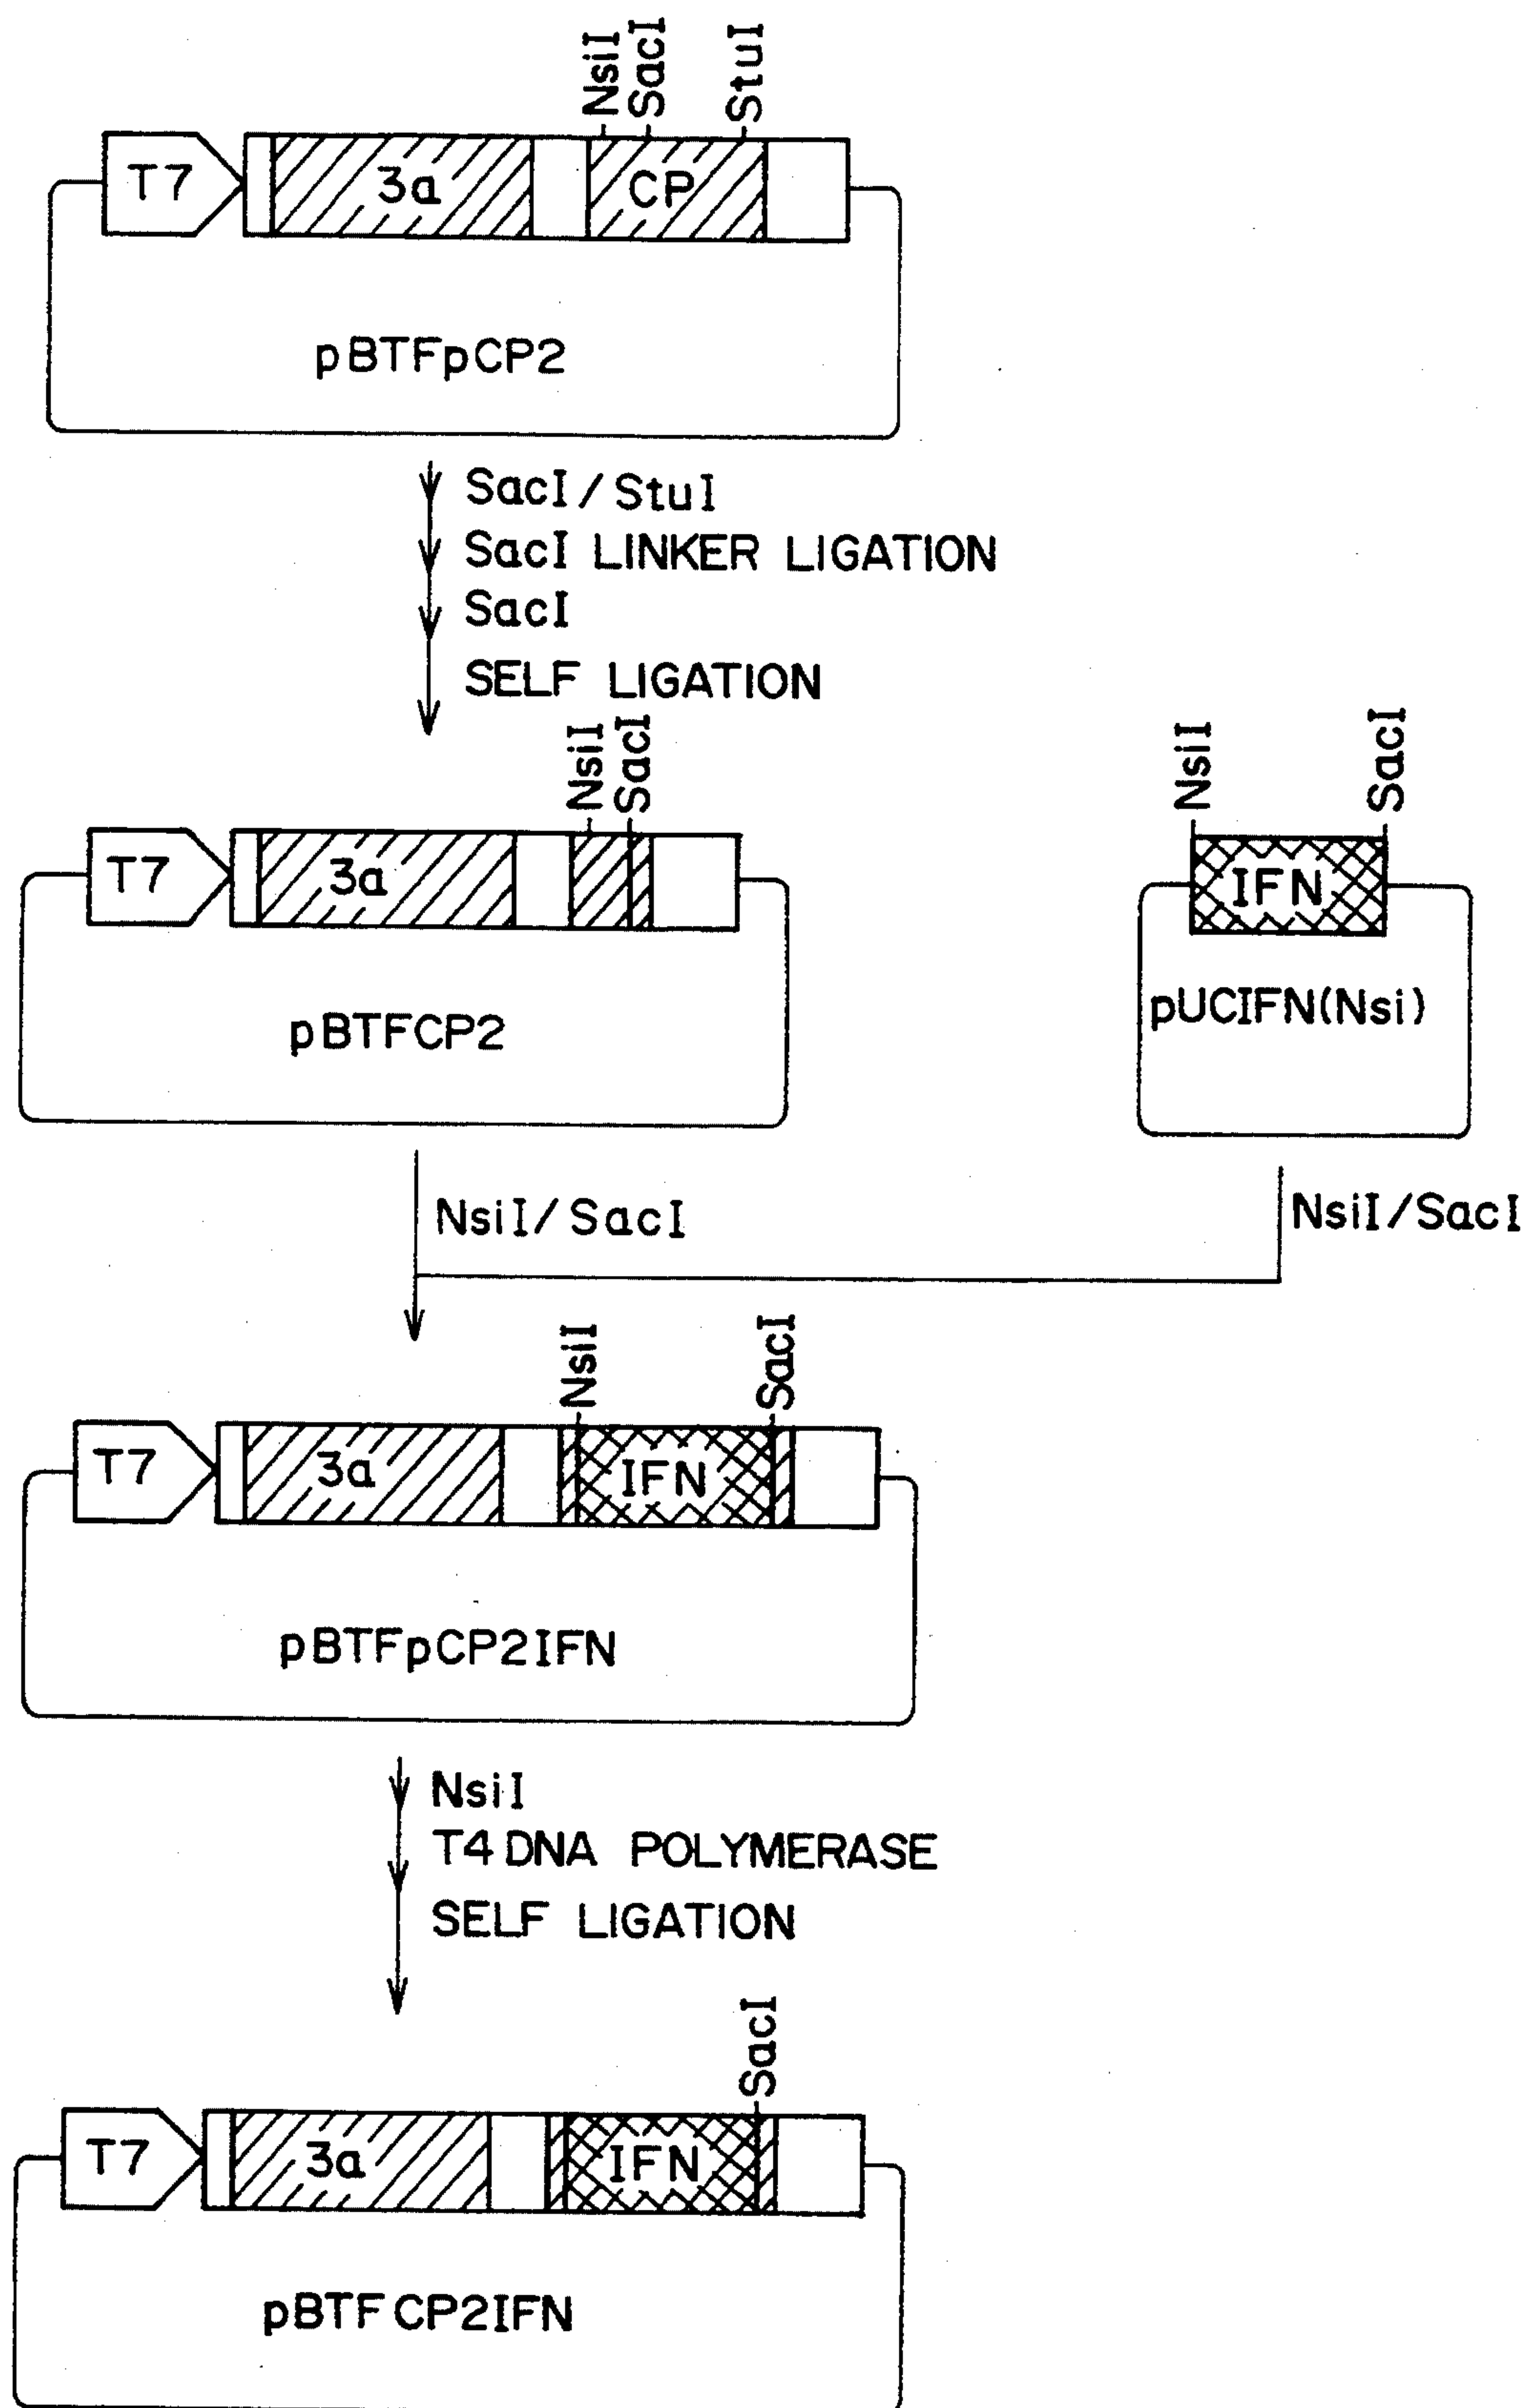 NsiI
SacI
StuI
T7
3a
CP
pBTFpCP2
SacI/StuI
SacI LINKER LIGATION
SacI
SELF LIGATION
NsiI
SacI
NsiI
SacI
T7
3a
IFN
pBTFCP2
pUCIFN(Nsi)
NsiI/SacI
NsiI/SacI
NsiI
SacI
T7
3a
IFN
pBTFpCP2IFN
NsiI
T4 DNA POLYMERASE
SELF LIGATION
SacI
T7
3a
IFN
pBTFCP2IFN